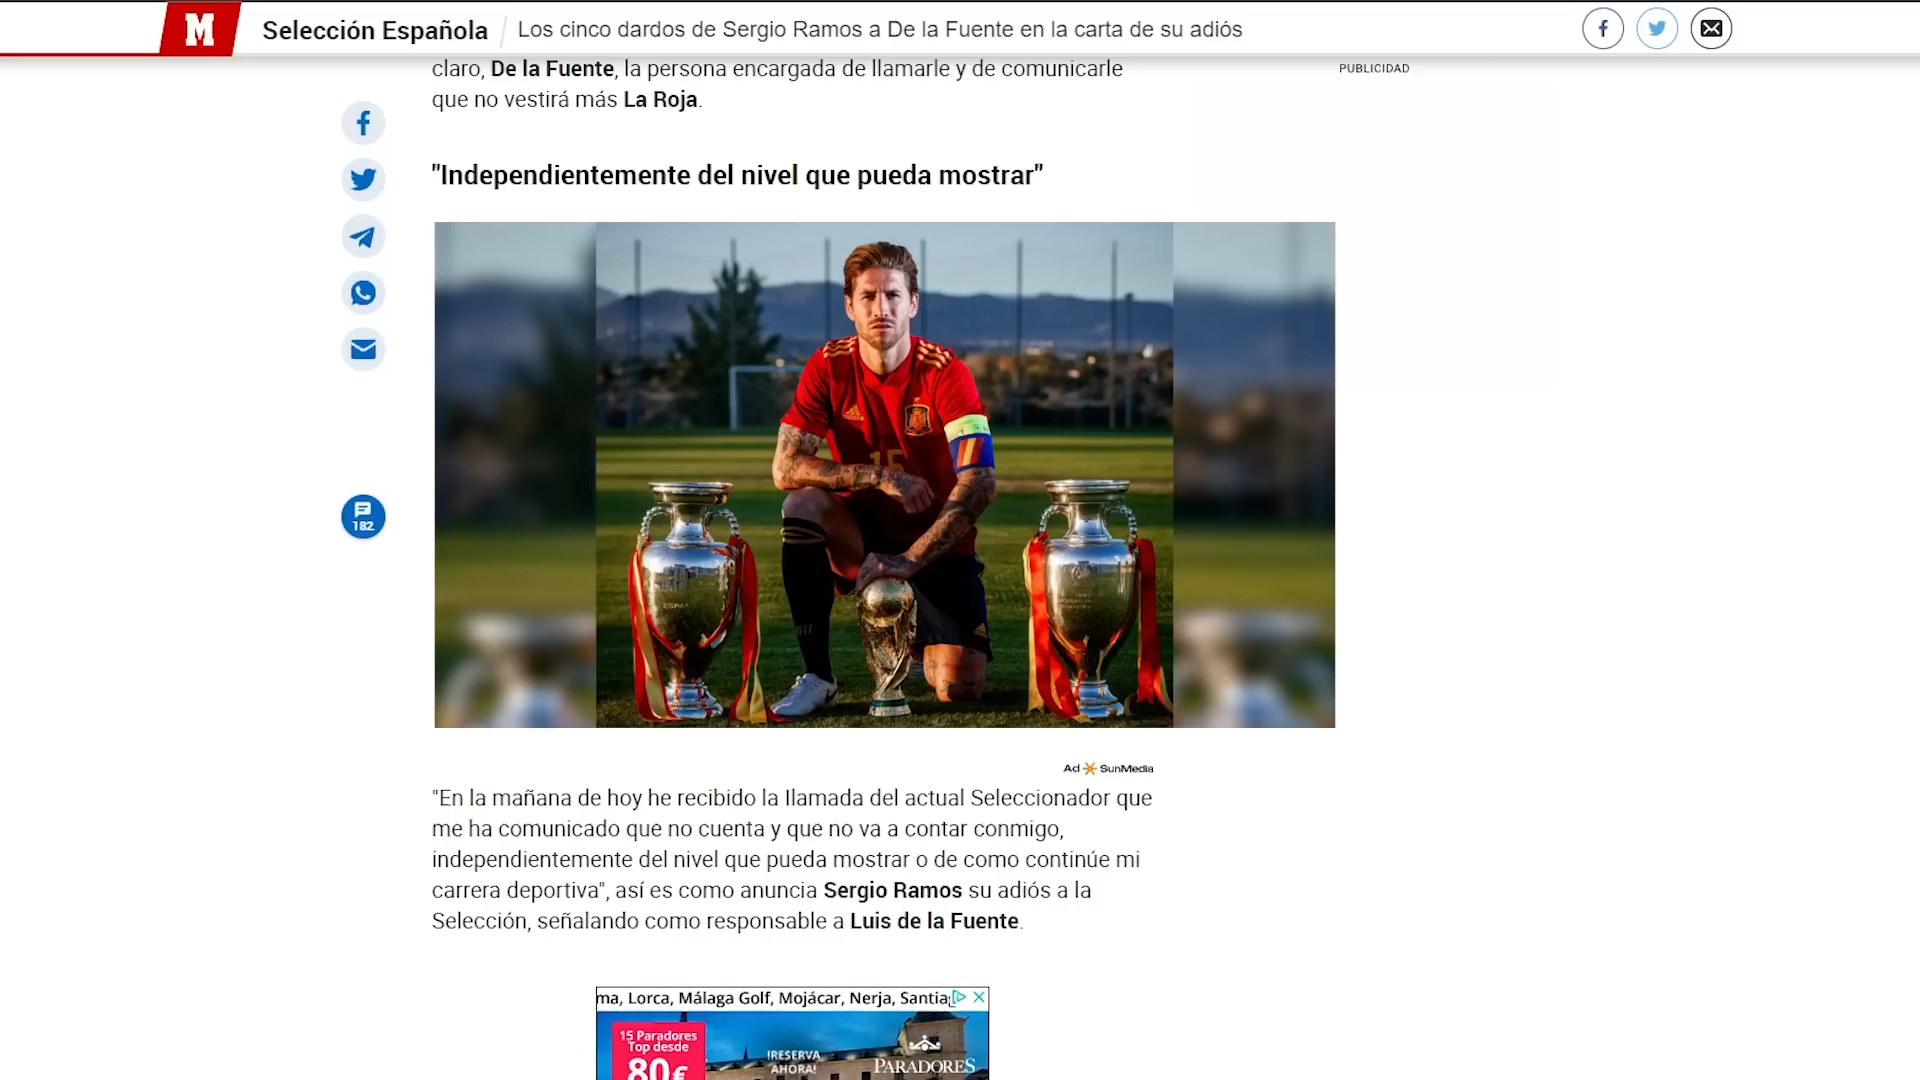 M Selección Española Los cinco dardos de Sergio Ramos a De la Fuente en la carta de su adiós
claro, De la Fuente, la persona encargada de llamarle y de comunicarle
que no vestirá más La Roja.
PUBLICIDAD
"Independientemente del nivel que pueda mostrar"
15
182
ESPA
Ad SunMedia
"En la mañana de hoy he recibido la llamada del actual Seleccionador que
me ha comunicado que no cuenta y que no va a contar conmigo,
independientemente del nivel que pueda mostrar o de como continúe mi
carrera deportiva", así es como anuncia Sergio Ramos su adiós a la
Selección, señalando como responsable a Luis de la Fuente.
ma, Lorca, Málaga Golf, Mojácar, Nerja, Santia
15 Paradores
Top desde
80€
!RESERVA
AHORA!
PARADORES